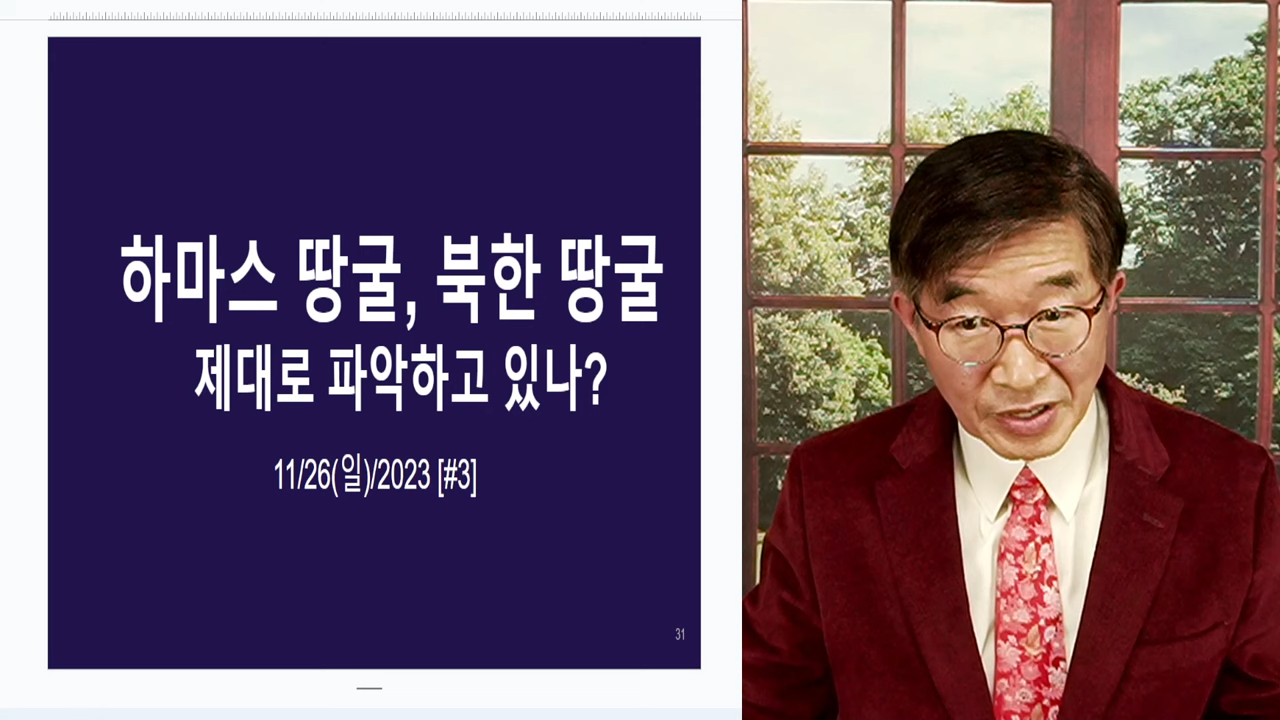 하마스 땅굴, 북한 땅굴
제대로 파악하고 있나?
11/26(일)/2023 [#3]
31